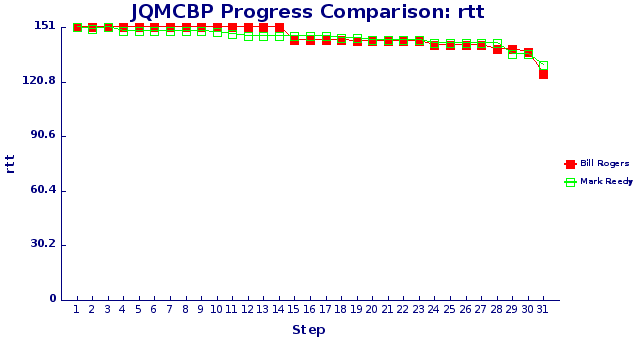 JQMCBP Progress Comparison: rtt
151
120.8
90.6
60.4
30.2
0
rtt
1 2 3 4 5 6 7 8 9 10 11 12 13 14 15 16 17 18 19 20 21 22 23 24 25 26 27 28 29 30 31
Step
Bill Rogers
Mark Reedy